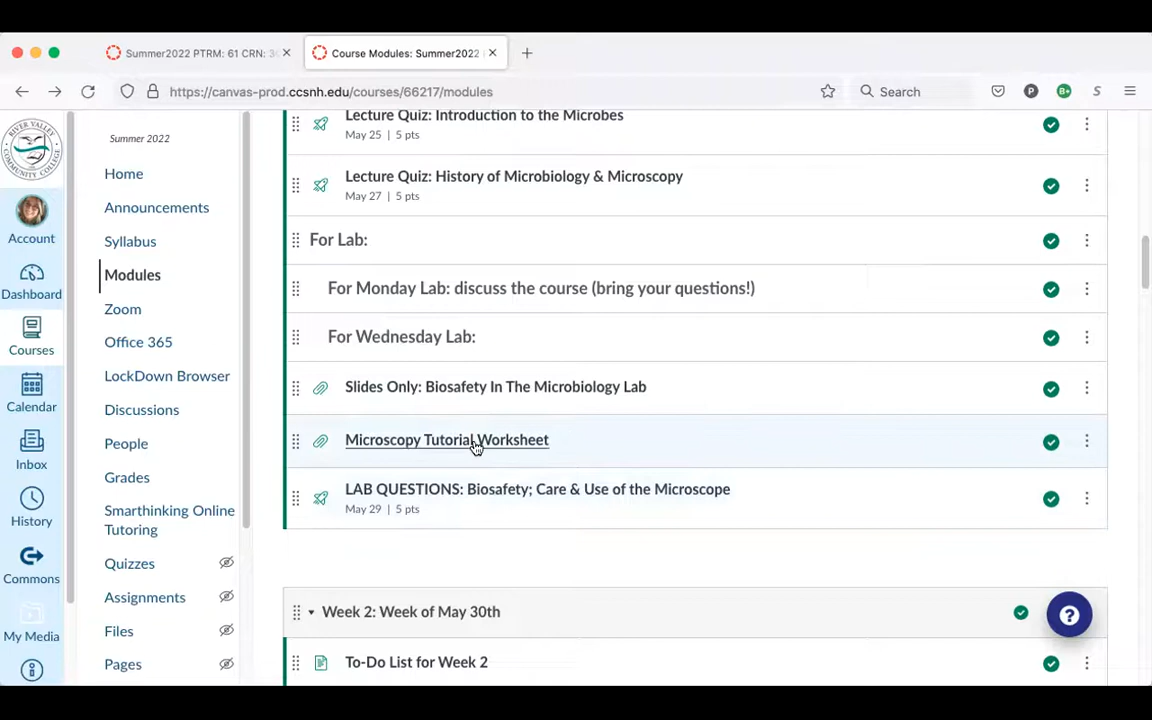 Summer2022 PTRM: 61 CRN:
Course Modules: Summer2022
https://canvas-prod.ccsnh.edu/courses/66217/modules
Search
P
B+
S
RIVER VALLEY
COMMUNITY COLLEGE
Account
Dashboard
Courses
Calendar
Inbox
History
Commons
My Media
Summer 2022
Home
Announcements
Syllabus
Modules
Zoom
Office 365
LockDown Browser
Discussions
People
Grades
Smarthinking Online
Tutoring
Quizzes
Assignments
Files
Pages
Lecture Quiz: Introduction to the Microbes
May 25 | 5 pts
Lecture Quiz: History of Microbiology & Microscopy
May 27 | 5 pts
For Lab:
For Monday Lab: discuss the course (bring your questions!)
For Wednesday Lab:
Slides Only: Biosafety In The Microbiology Lab
Microscopy Tutorial Worksheet
LAB QUESTIONS: Biosafety; Care & Use of the Microscope
May 29 | 5 pts
Week 2: Week of May 30th
To-Do List for Week 2
?